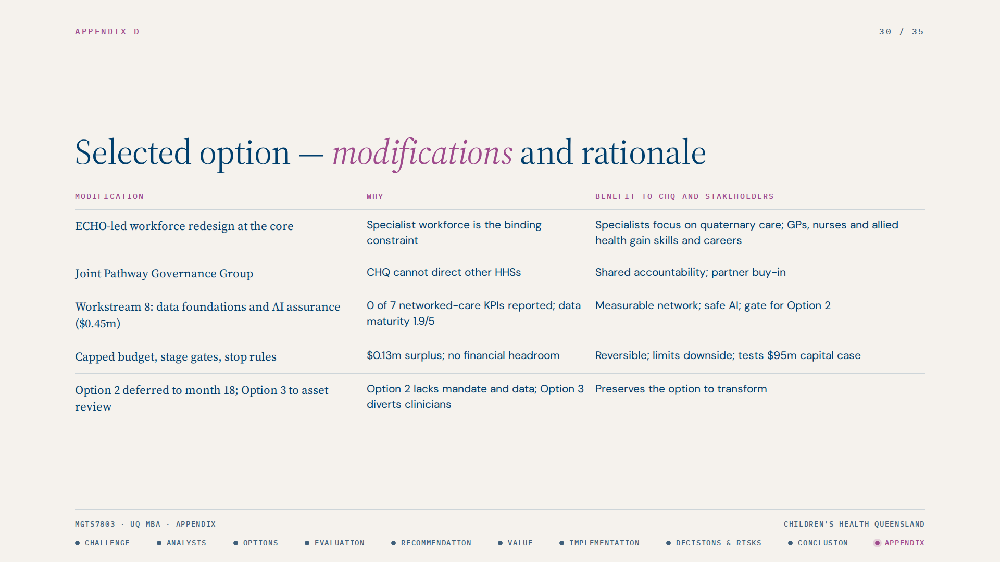 APPENDIX D
30 / 35
Selected option — modifications and rationale
MODIFICATION
WHY
BENEFIT TO CHQ AND STAKEHOLDERS
ECHO-led workforce redesign at the core
Specialist workforce is the binding
constraint
Specialists focus on quaternary care; GPs, nurses and allied
health gain skills and careers
Joint Pathway Governance Group
CHQ cannot direct other HHSs
Shared accountability; partner buy-in
Workstream 8: data foundations and AI assurance
($0.45m)
0 of 7 networked-care KPIs reported; data
maturity 1.9/5
Measurable network; safe AI; gate for Option 2
Capped budget, stage gates, stop rules
$0.13m surplus; no financial headroom
Reversible; limits downside; tests $95m capital case
Option 2 deferred to month 18; Option 3 to asset
review
Option 2 lacks mandate and data; Option 3
diverts clinicians
Preserves the option to transform
MGTS7803 · UQ MBA · APPENDIX
CHILDREN'S HEALTH QUEENSLAND
CHALLENGE
ANALYSIS
OPTIONS
EVALUATION
RECOMMENDATION
VALUE
IMPLEMENTATION
DECISIONS & RISKS
CONCLUSION
APPENDIX